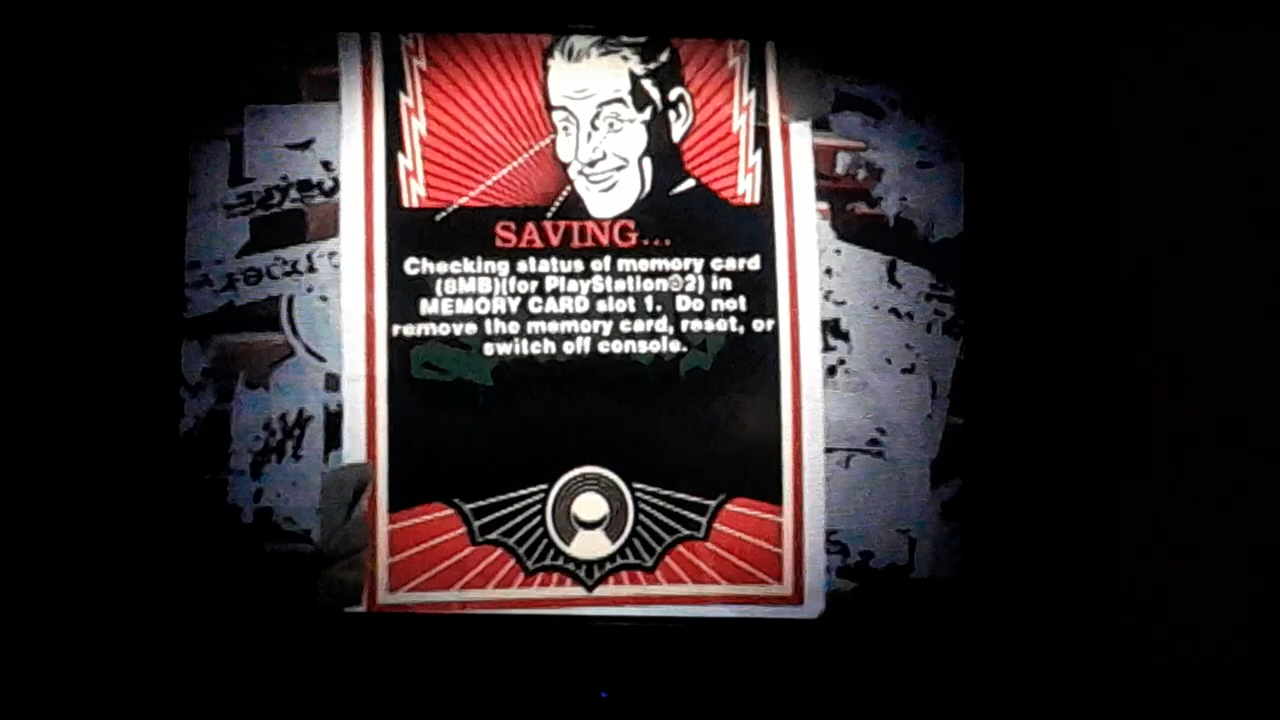 SAVING...
Checking status of memory card
(8MB)(for PlayStation®2) in
MEMORY CARD slot 1. Do not
remove the memory card, reset, or
switch off console.